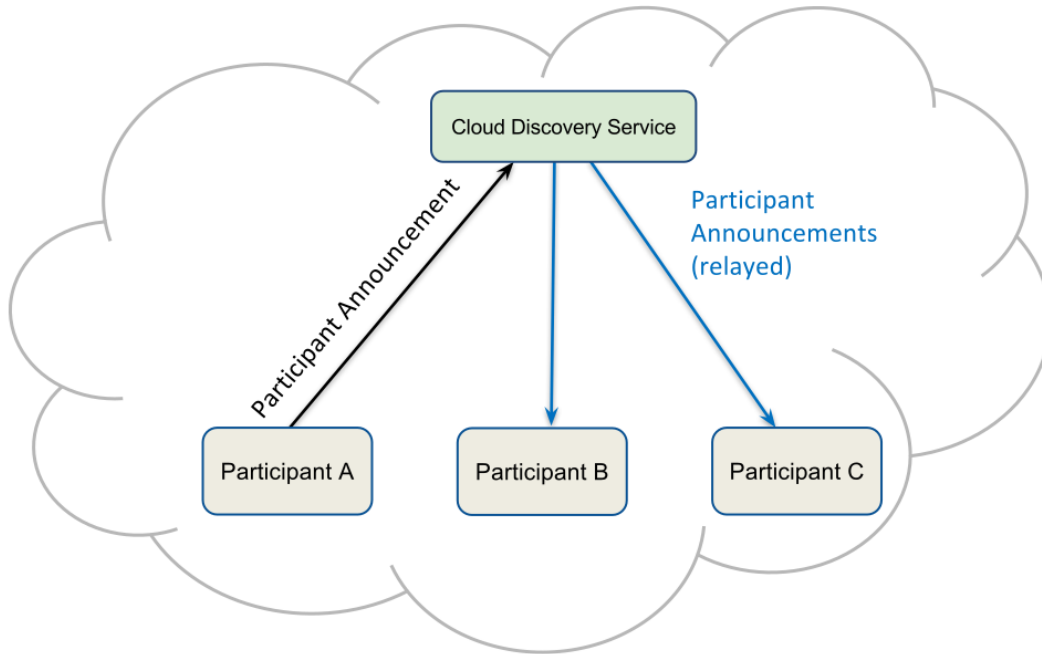 Cloud Discovery Service
Participant Announcement
Participant
Announcements
(relayed)
Participant A
Participant B
Participant C